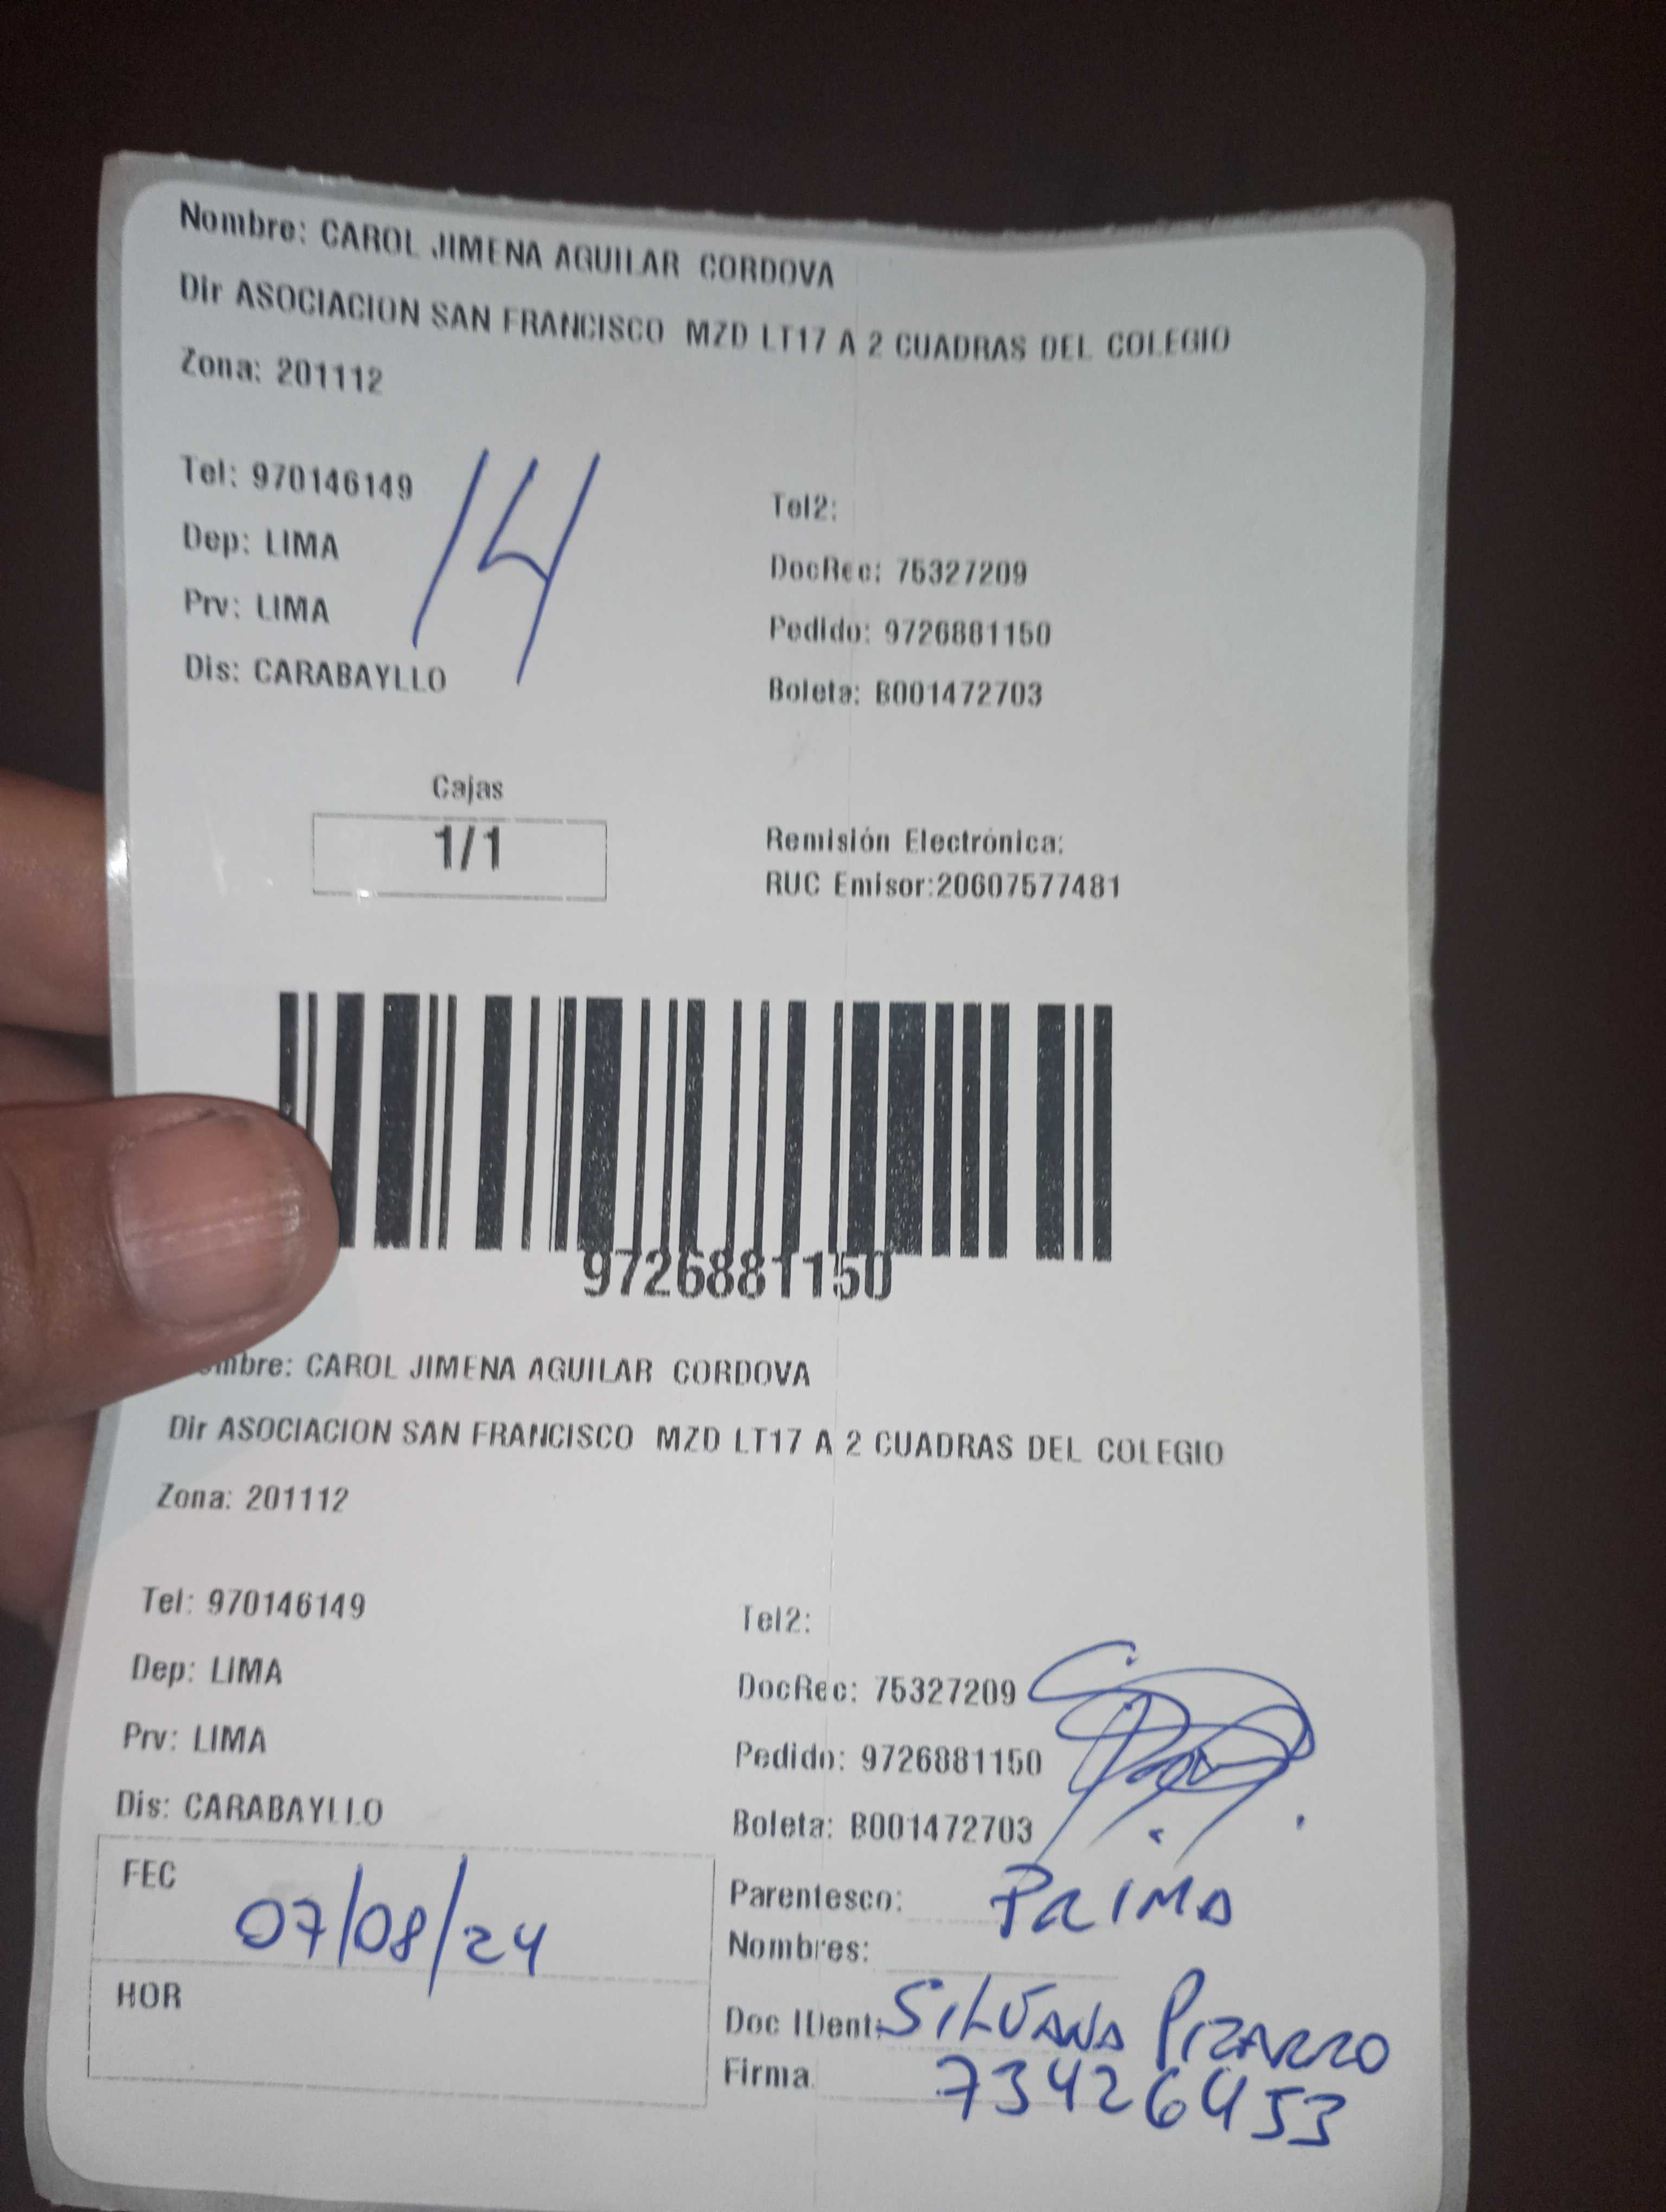 Nombre: CAROL JIMENA AGUILAR CORDOVA
Dir ASOCIACION SAN FRANCISCO MZD LT17 A 2 CUADRAS DEL COLEGIO
Zona: 201112
14
Tel: 970146149
Tel2:
Dep: LIMA
DocRec: 75327209
Prv: LIMA
Pedido: 9726881150
Dis: CARABAYLLO
Boleta: B001472703
Cajas
1/1
Remisión Electrónica:
RUC Emisor:20607577481
9726881150
mbre: CAROL JIMENA AGUILAR CORDOVA
Dir ASOCIACION SAN FRANCISCO MZD LT17 A 2 CUADRAS DEL COLEGIO
Zona: 201112
Tel: 970146149
Tel2:
Dep: LIMA
DocRec: 75327209
Prv: LIMA
Pedido: 9726881150
Dis: CARABAYLLO
Boleta: B001472703
FEC 07/08/24
HOR
Parentesco: PRIMA
Nombres:
Doc IDent: SILVANA PIZARRO
Firma 73426453